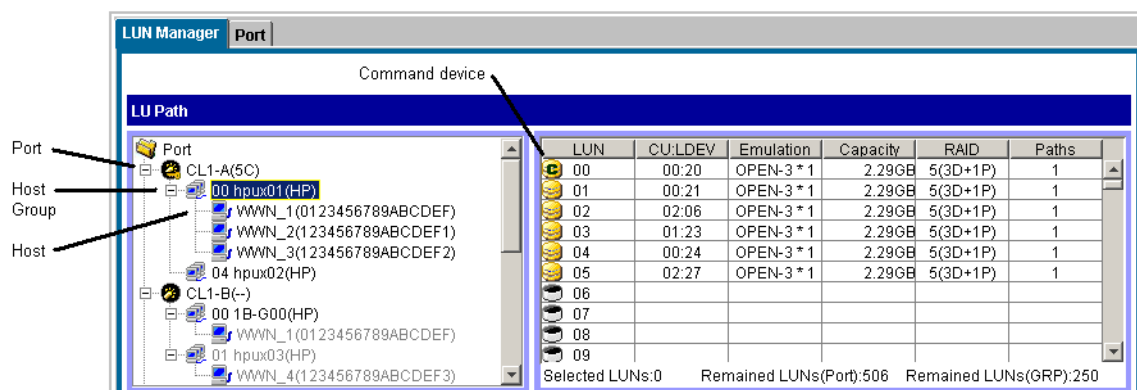 LUN Manager Port
Command device
LU Path
Port
Host
Group
Host
Port
CL1-A(5C)
00 hpux01(HP)
WWN_1(0123456789ABCDEF)
WWN_2(0123456789ABCDEF1)
WWN_3(123456789ABCDEF2)
04 hpux02(HP)
CL1-B(--)
00 1B-G00(HP)
WWN_1(0123456789ABCDEF)
01 hpux03(HP)
WWN_4(123456789ABCDEF3)
LUN CU:LDEV Emulation Capacity RAID Paths
C 00 00:20 OPEN-3 * 1 2.29GB 5(3D+1P) 1
01 00:21 OPEN-3 * 1 2.29GB 5(3D+1P) 1
02 02:06 OPEN-3 * 1 2.29GB 5(3D+1P) 1
03 01:23 OPEN-3 * 1 2.29GB 5(3D+1P) 1
04 00:24 OPEN-3 * 1 2.29GB 5(3D+1P) 1
05 02:27 OPEN-3 * 1 2.29GB 5(3D+1P) 1
06
07
08
09
Selected LUNs:0 Remained LUNs(Port):506 Remained LUNs(GRP):250